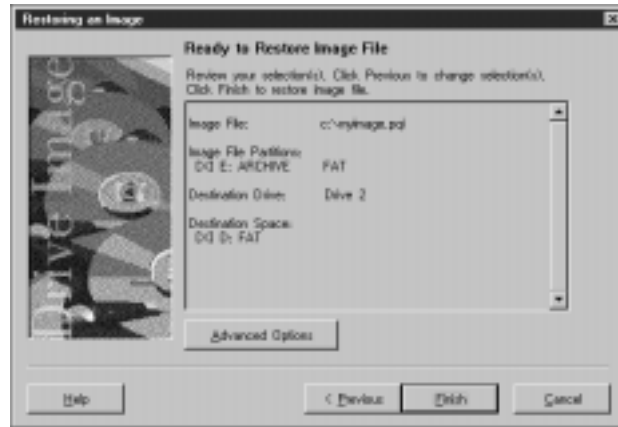 Restoring an Image
Drive Image
Ready to Restore Image File
Review your selection(s). Click Previous to change selection(s).
Click Finish to restore image file.
Image File: c:\myimage.pqi
Image File Partitions:
[X] E: ARCHIVE FAT
Destination Drive: Drive 2
Destination Space:
[X] D: FAT
Advanced Options
Help
< Previous
Finish
Cancel